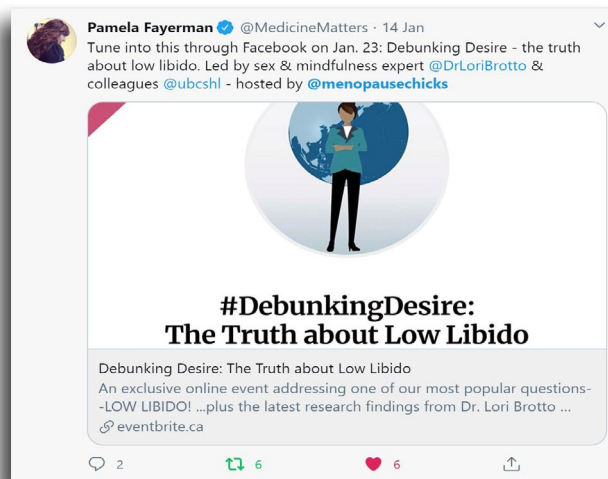 Pamela Fayerman @MedicineMatters · 14 Jan
Tune into this through Facebook on Jan. 23: Debunking Desire - the truth
about low libido. Led by sex & mindfulness expert @DrLoriBrotto &
colleagues @ubcshl - hosted by @menopausechicks
#DebunkingDesire:
The Truth about Low Libido
Debunking Desire: The Truth about Low Libido
An exclusive online event addressing one of our most popular questions-
-LOW LIBIDO! ...plus the latest research findings from Dr. Lori Brotto ...
eventbrite.ca
2 6 6